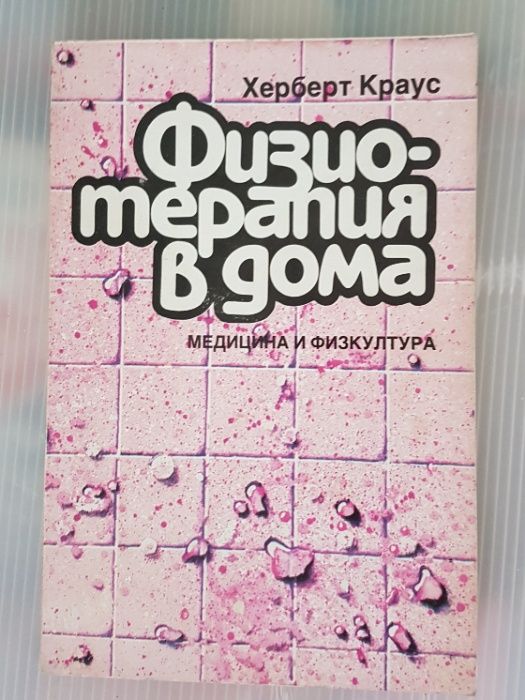 Херберт Краус
Физио-
терапия
в дома
МЕДИЦИНА И ФИЗКУЛТУРА